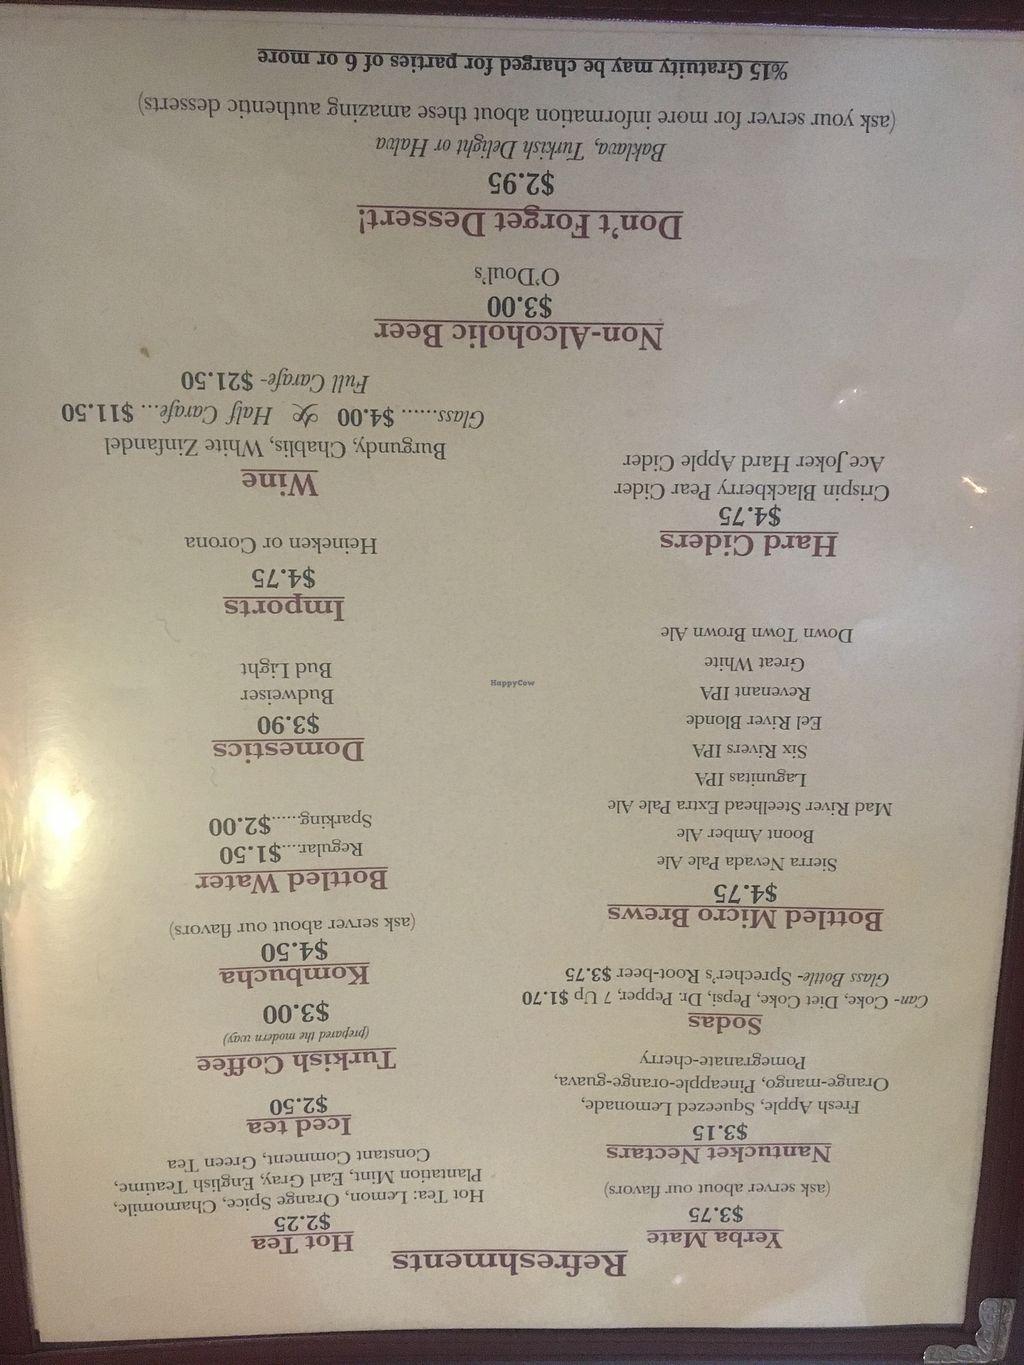 Refreshments
Yerba Mate
$3.75
(ask server about our flavors)
Nantucket Nectars
$3.15
Fresh Apple, Squeezed Lemonade,
Orange-mango, Pineapple-orange-guava,
Pomegranate-cherry
Sodas
Can- Coke, Diet Coke, Pepsi, Dr. Pepper, 7 Up $1.70
Glass Bottle- Sprecher's Root-beer $3.75
Bottled Micro Brews
$4.75
Sierra Nevada Pale Ale
Boont Amber Ale
Mad River Steelhead Extra Pale Ale
Lagunitas IPA
Six Rivers IPA
Eel River Blonde
Revenant IPA
Great White
Down Town Brown Ale
Hard Ciders
$4.75
Crispin Blackberry Pear Cider
Ace Joker Hard Apple Cider
Hot Tea
$2.25
Hot Tea: Lemon, Orange Spice, Chamomile,
Plantation Mint, Earl Gray, English Teatime,
Constant Comment, Green Tea
Iced tea
$2.50
Turkish Coffee
(prepared the modern way)
$3.00
Kombucha
$4.50
(ask server about our flavors)
Bottled Water
Regular....$1.50
Sparking......$2.00
Domestics
$3.90
Budweiser
Bud Light
Imports
$4.75
Heineken or Corona
Wine
Burgundy, Chablis, White Zinfandel
Glass...... $4.00 & Half Carafe... $11.50
Full Carafe- $21.50
Non-Alcoholic Beer
$3.00
O'Doul's
Don't Forget Dessert!
$2.95
Baklava, Turkish Delight or Halva
(ask your server for more information about these amazing authentic desserts)
%15 Gratuity may be charged for parties of 6 or more
HappyCow